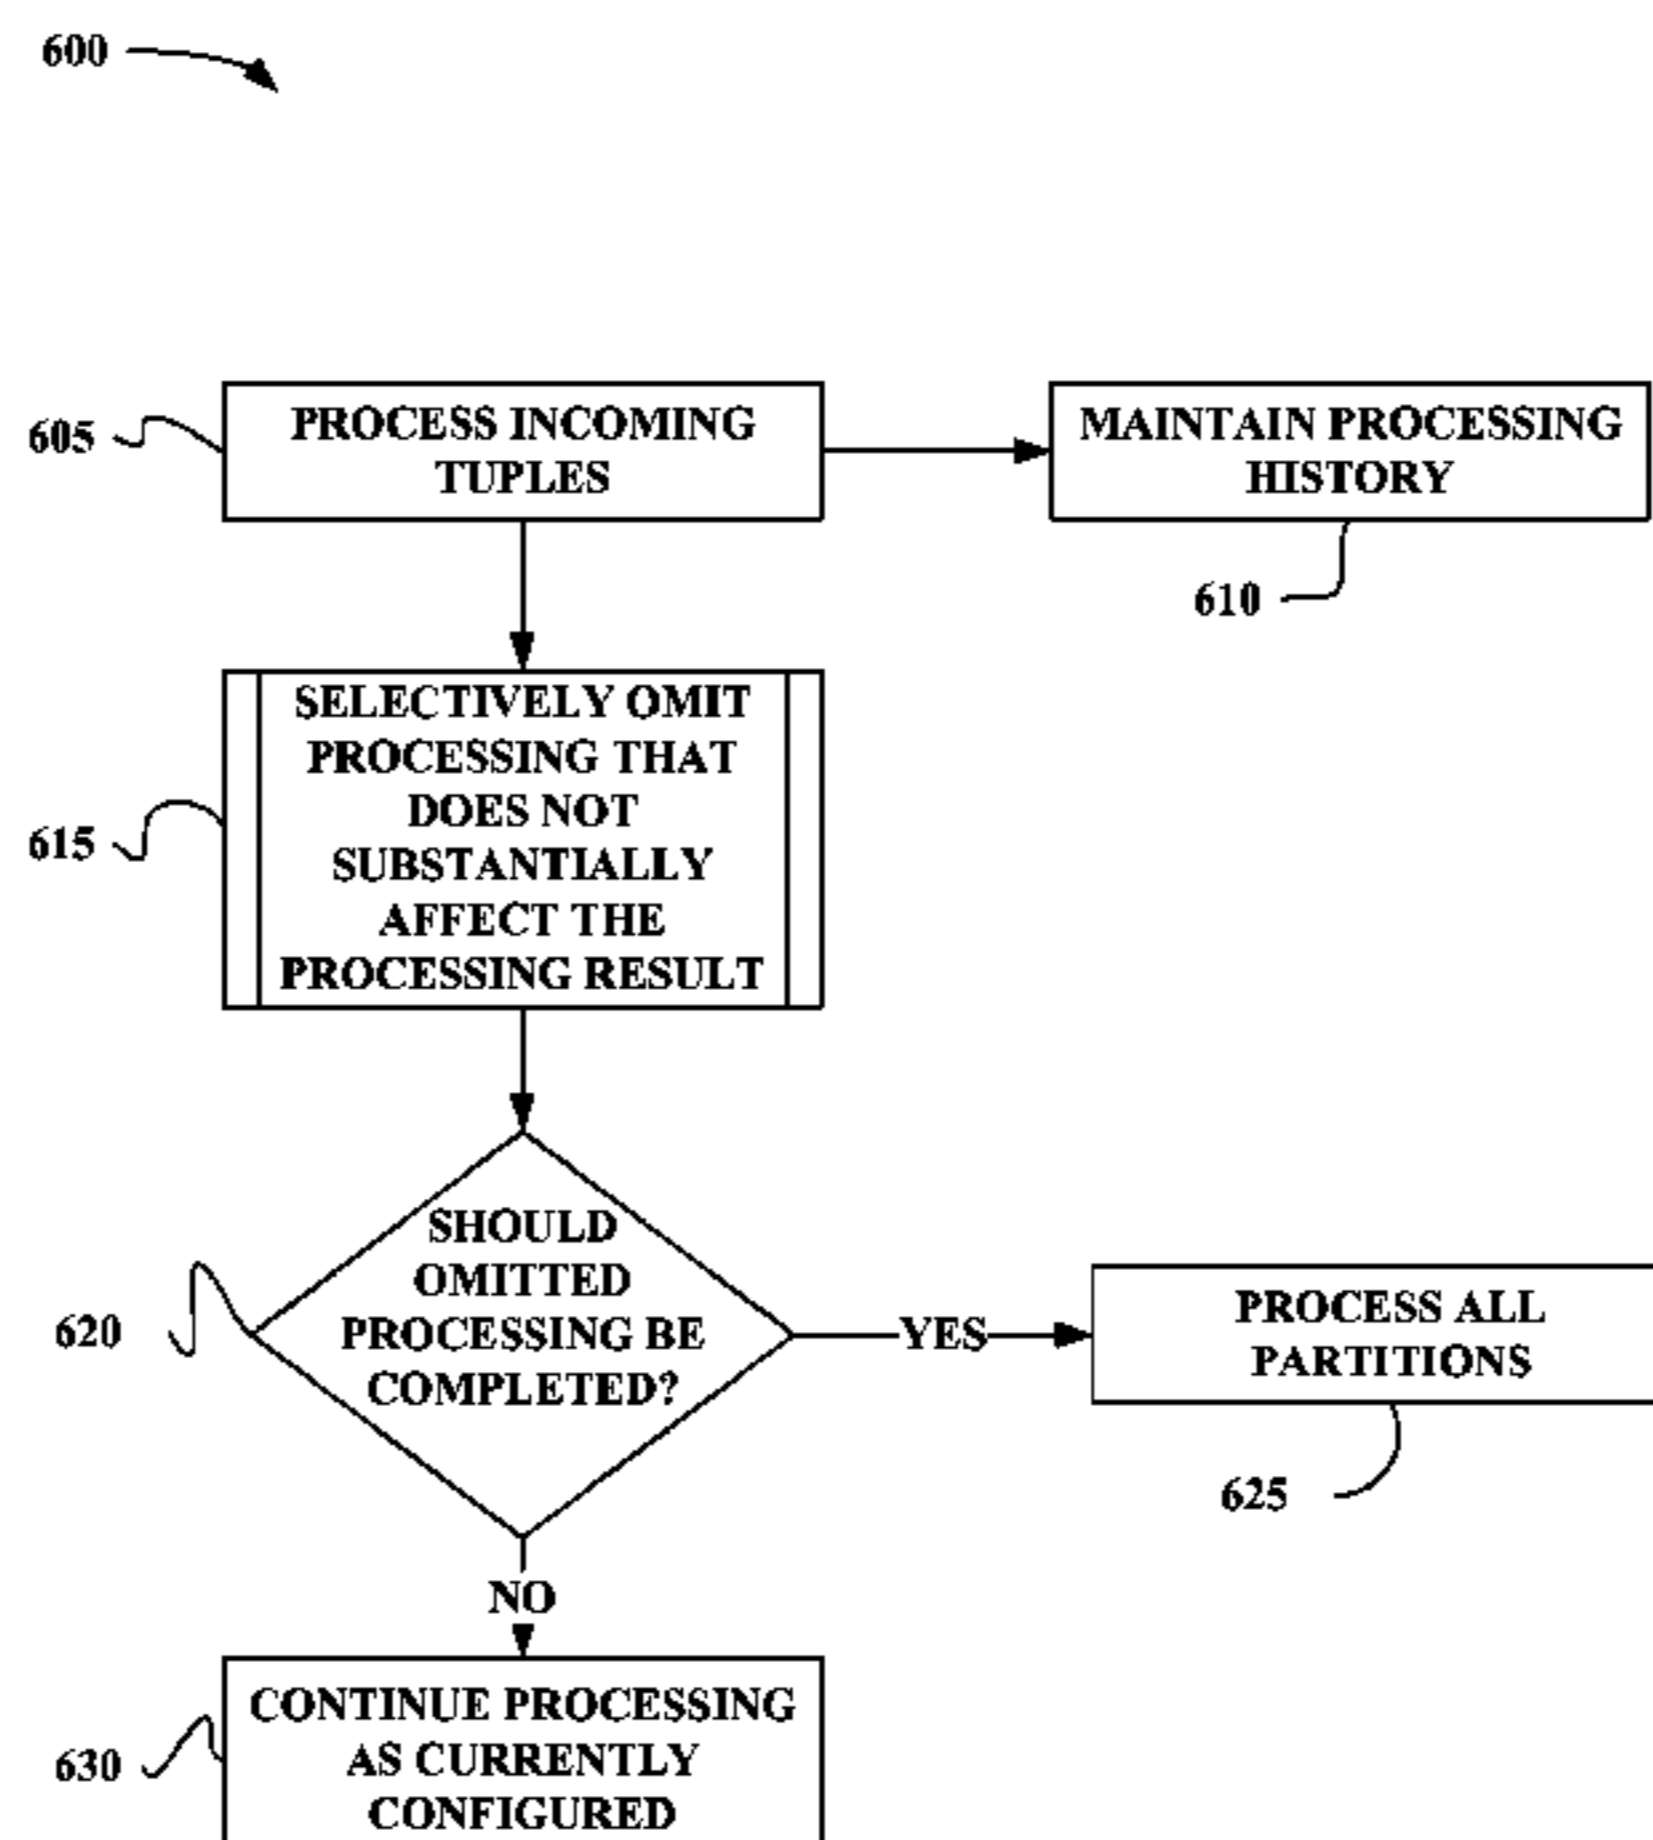 600
605
PROCESS INCOMING
TUPLES
MAINTAIN PROCESSING
HISTORY
610
615
SELECTIVELY OMIT
PROCESSING THAT
DOES NOT
SUBSTANTIALLY
AFFECT THE
PROCESSING RESULT
620
SHOULD
OMITTED
PROCESSING BE
COMPLETED?
YES
PROCESS ALL
PARTITIONS
625
NO
630
CONTINUE PROCESSING
AS CURRENTLY
CONFIGURED